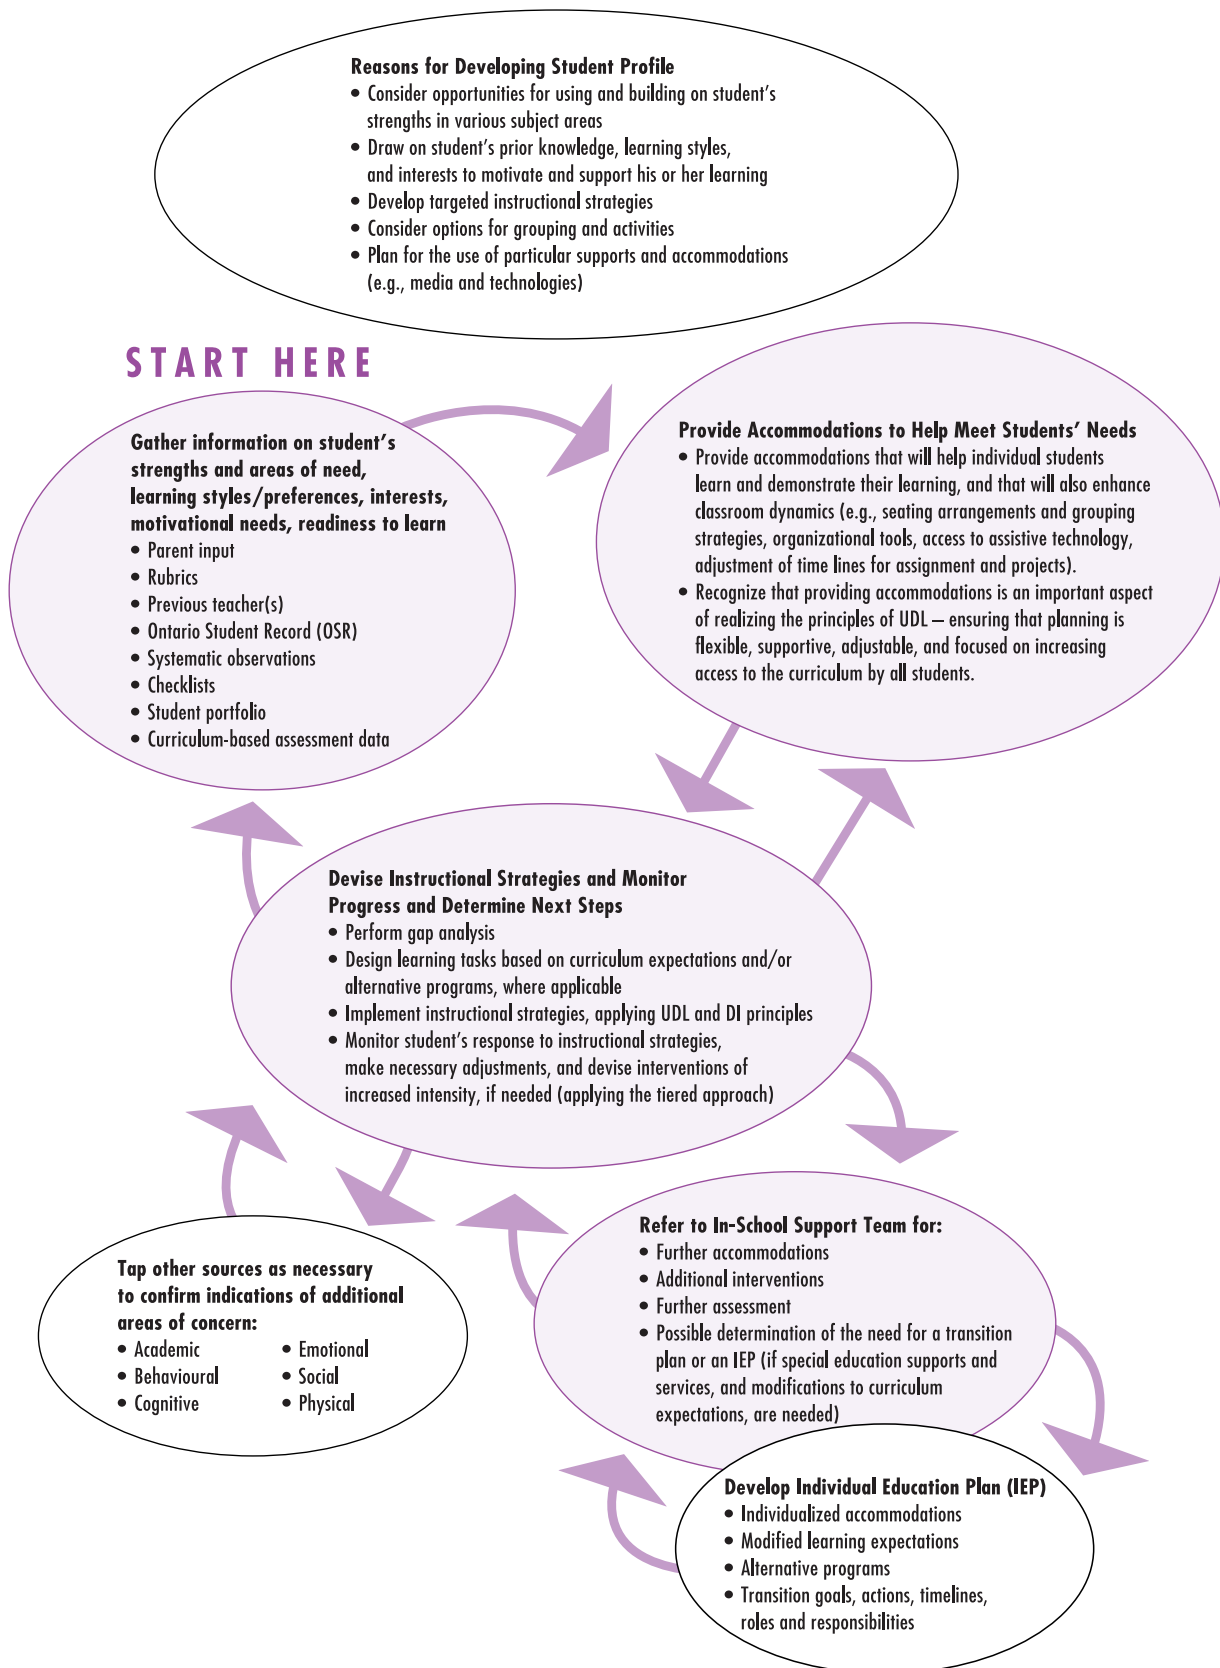 Reasons for Developing Student Profile
• Consider opportunities for using and building on student’s
strengths in various subject areas
• Draw on student’s prior knowledge, learning styles,
and interests to motivate and support his or her learning
• Develop targeted instructional strategies
• Consider options for grouping and activities
• Plan for the use of particular supports and accommodations
(e.g., media and technologies)
START HERE
Gather information on student’s
strengths and areas of need,
learning styles/preferences, interests,
motivational needs, readiness to learn
• Parent input
• Rubrics
• Previous teacher(s)
• Ontario Student Record (OSR)
• Systematic observations
• Checklists
• Student portfolio
• Curriculum-based assessment data
Provide Accommodations to Help Meet Students’ Needs
• Provide accommodations that will help individual students
learn and demonstrate their learning, and that will also enhance
classroom dynamics (e.g., seating arrangements and grouping
strategies, organizational tools, access to assistive technology,
adjustment of time lines for assignment and projects).
• Recognize that providing accommodations is an important aspect
of realizing the principles of UDL – ensuring that planning is
flexible, supportive, adjustable, and focused on increasing
access to the curriculum by all students.
Devise Instructional Strategies and Monitor
Progress and Determine Next Steps
• Perform gap analysis
• Design learning tasks based on curriculum expectations and/or
alternative programs, where applicable
• Implement instructional strategies, applying UDL and DI principles
• Monitor student’s response to instructional strategies,
make necessary adjustments, and devise interventions of
increased intensity, if needed (applying the tiered approach)
Tap other sources as necessary
to confirm indications of additional
areas of concern:
• Academic • Emotional
• Behavioural • Social
• Cognitive • Physical
Refer to In-School Support Team for:
• Further accommodations
• Additional interventions
• Further assessment
• Possible determination of the need for a transition
plan or an IEP (if special education supports and
services, and modifications to curriculum
expectations, are needed)
Develop Individual Education Plan (IEP)
• Individualized accommodations
• Modified learning expectations
• Alternative programs
• Transition goals, actions, timelines,
roles and responsibilities